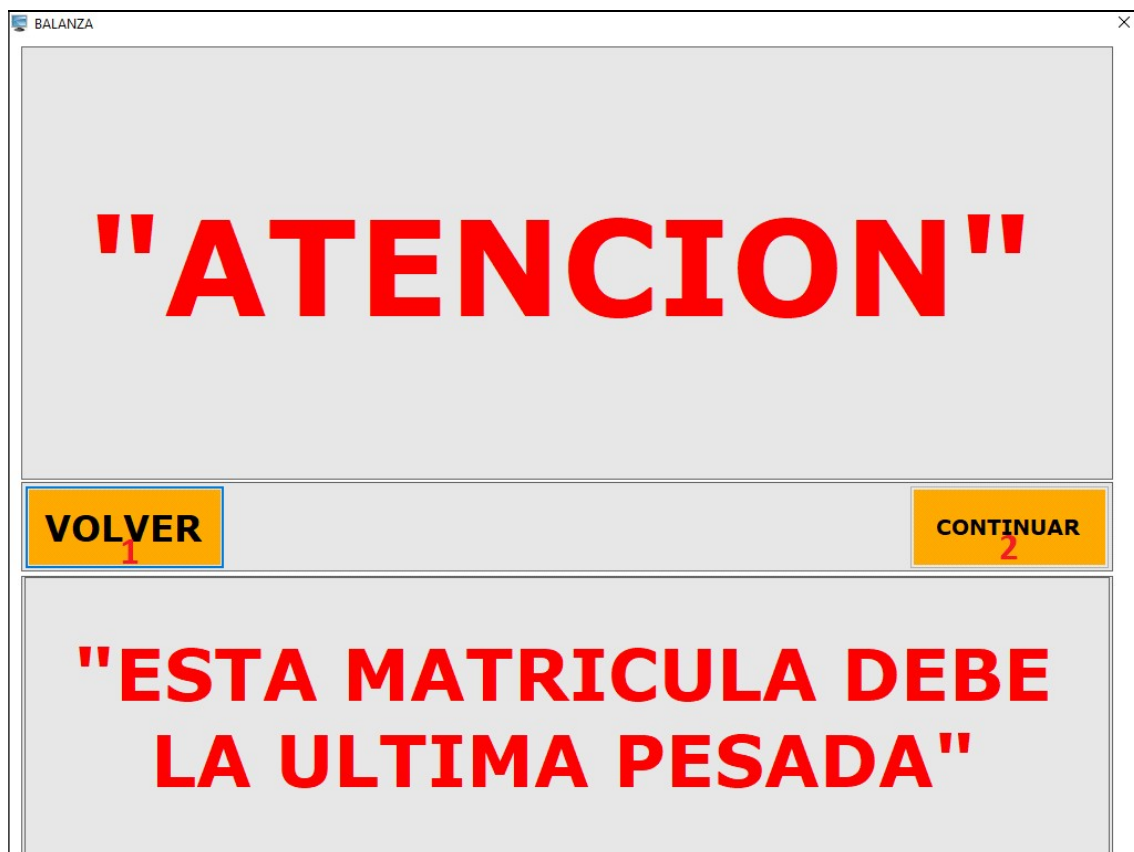 BALANZA
"ATENCION"
VOLVER
1
CONTINUAR
2
"ESTA MATRICULA DEBE
LA ULTIMA PESADA"